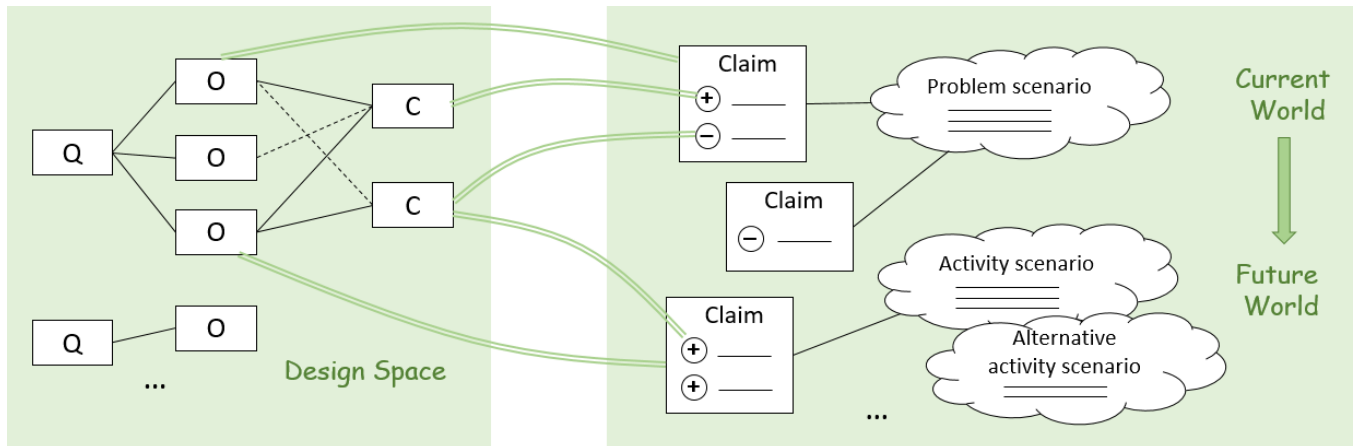 Q
O
O
O
C
C
Q
O
...
Design Space
Claim
+
−
Claim
−
Claim
+
+
Problem scenario
Activity scenario
Alternative
activity scenario
...
Current
World
Future
World